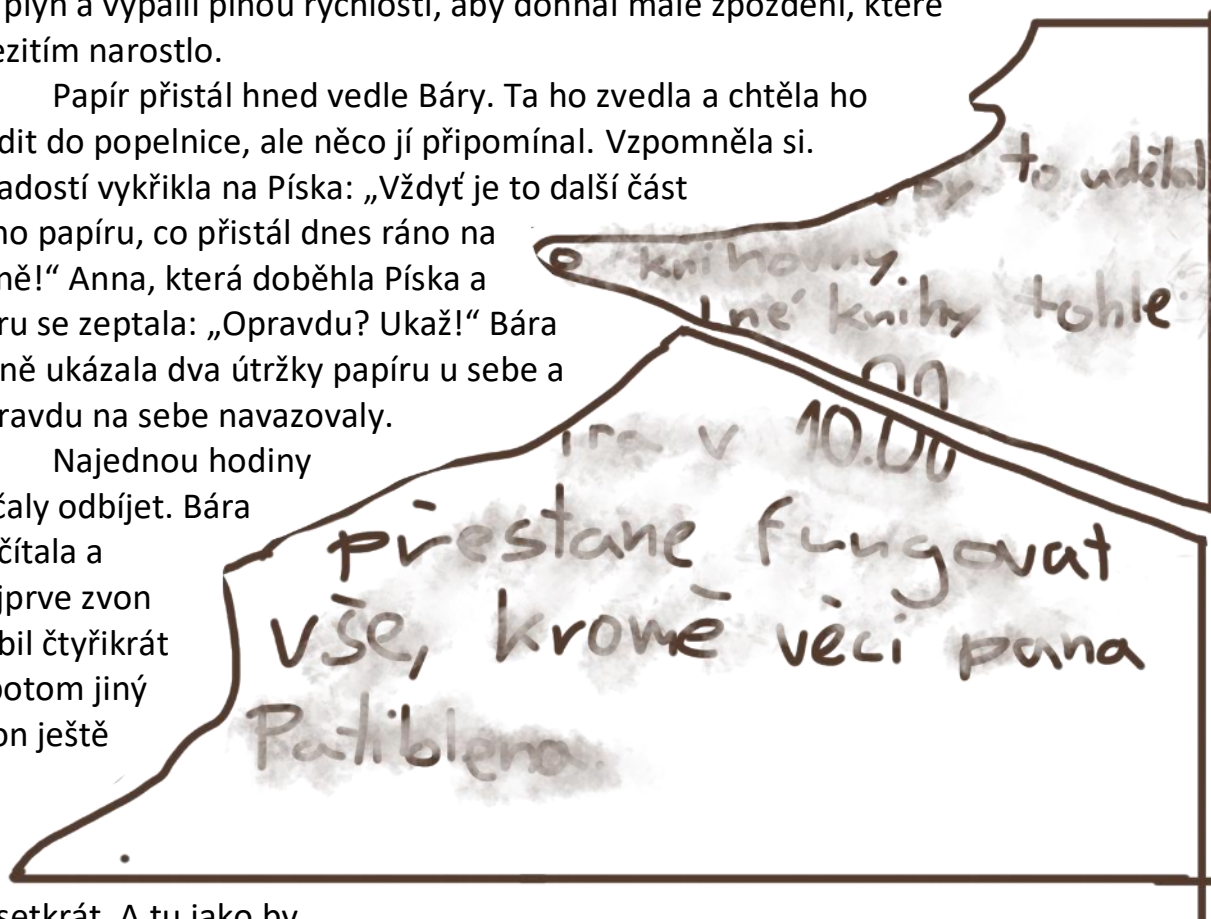 plyn a vypálil plnou rychlostí, aby dohnal malé zpoždění, které
ezitím narostlo.
Papír přistál hned vedle Báry. Ta ho zvedla a chtěla ho
dit do popelnice, ale něco jí připomínal. Vzpomněla si.
adostí vykřikla na Píska: „Vždyť je to další část
ho papíru, co přistál dnes ráno na
ně!“ Anna, která doběhla Píska a
ru se zeptala: „Opravdu? Ukaž!“ Bára
ně ukázala dva útržky papíru u sebe a
ravdu na sebe navazovaly.
Najednou hodiny
čaly odbíjet. Bára
čítala a
jprve zvon
bil čtyřikrát
potom jiný
on ještě
setkrát. A tu jako by
to udělal
o knihovny
lné knihy tohle
v 10.00
přestane fungovat
vše, kromě věcí pana
Patiblena.